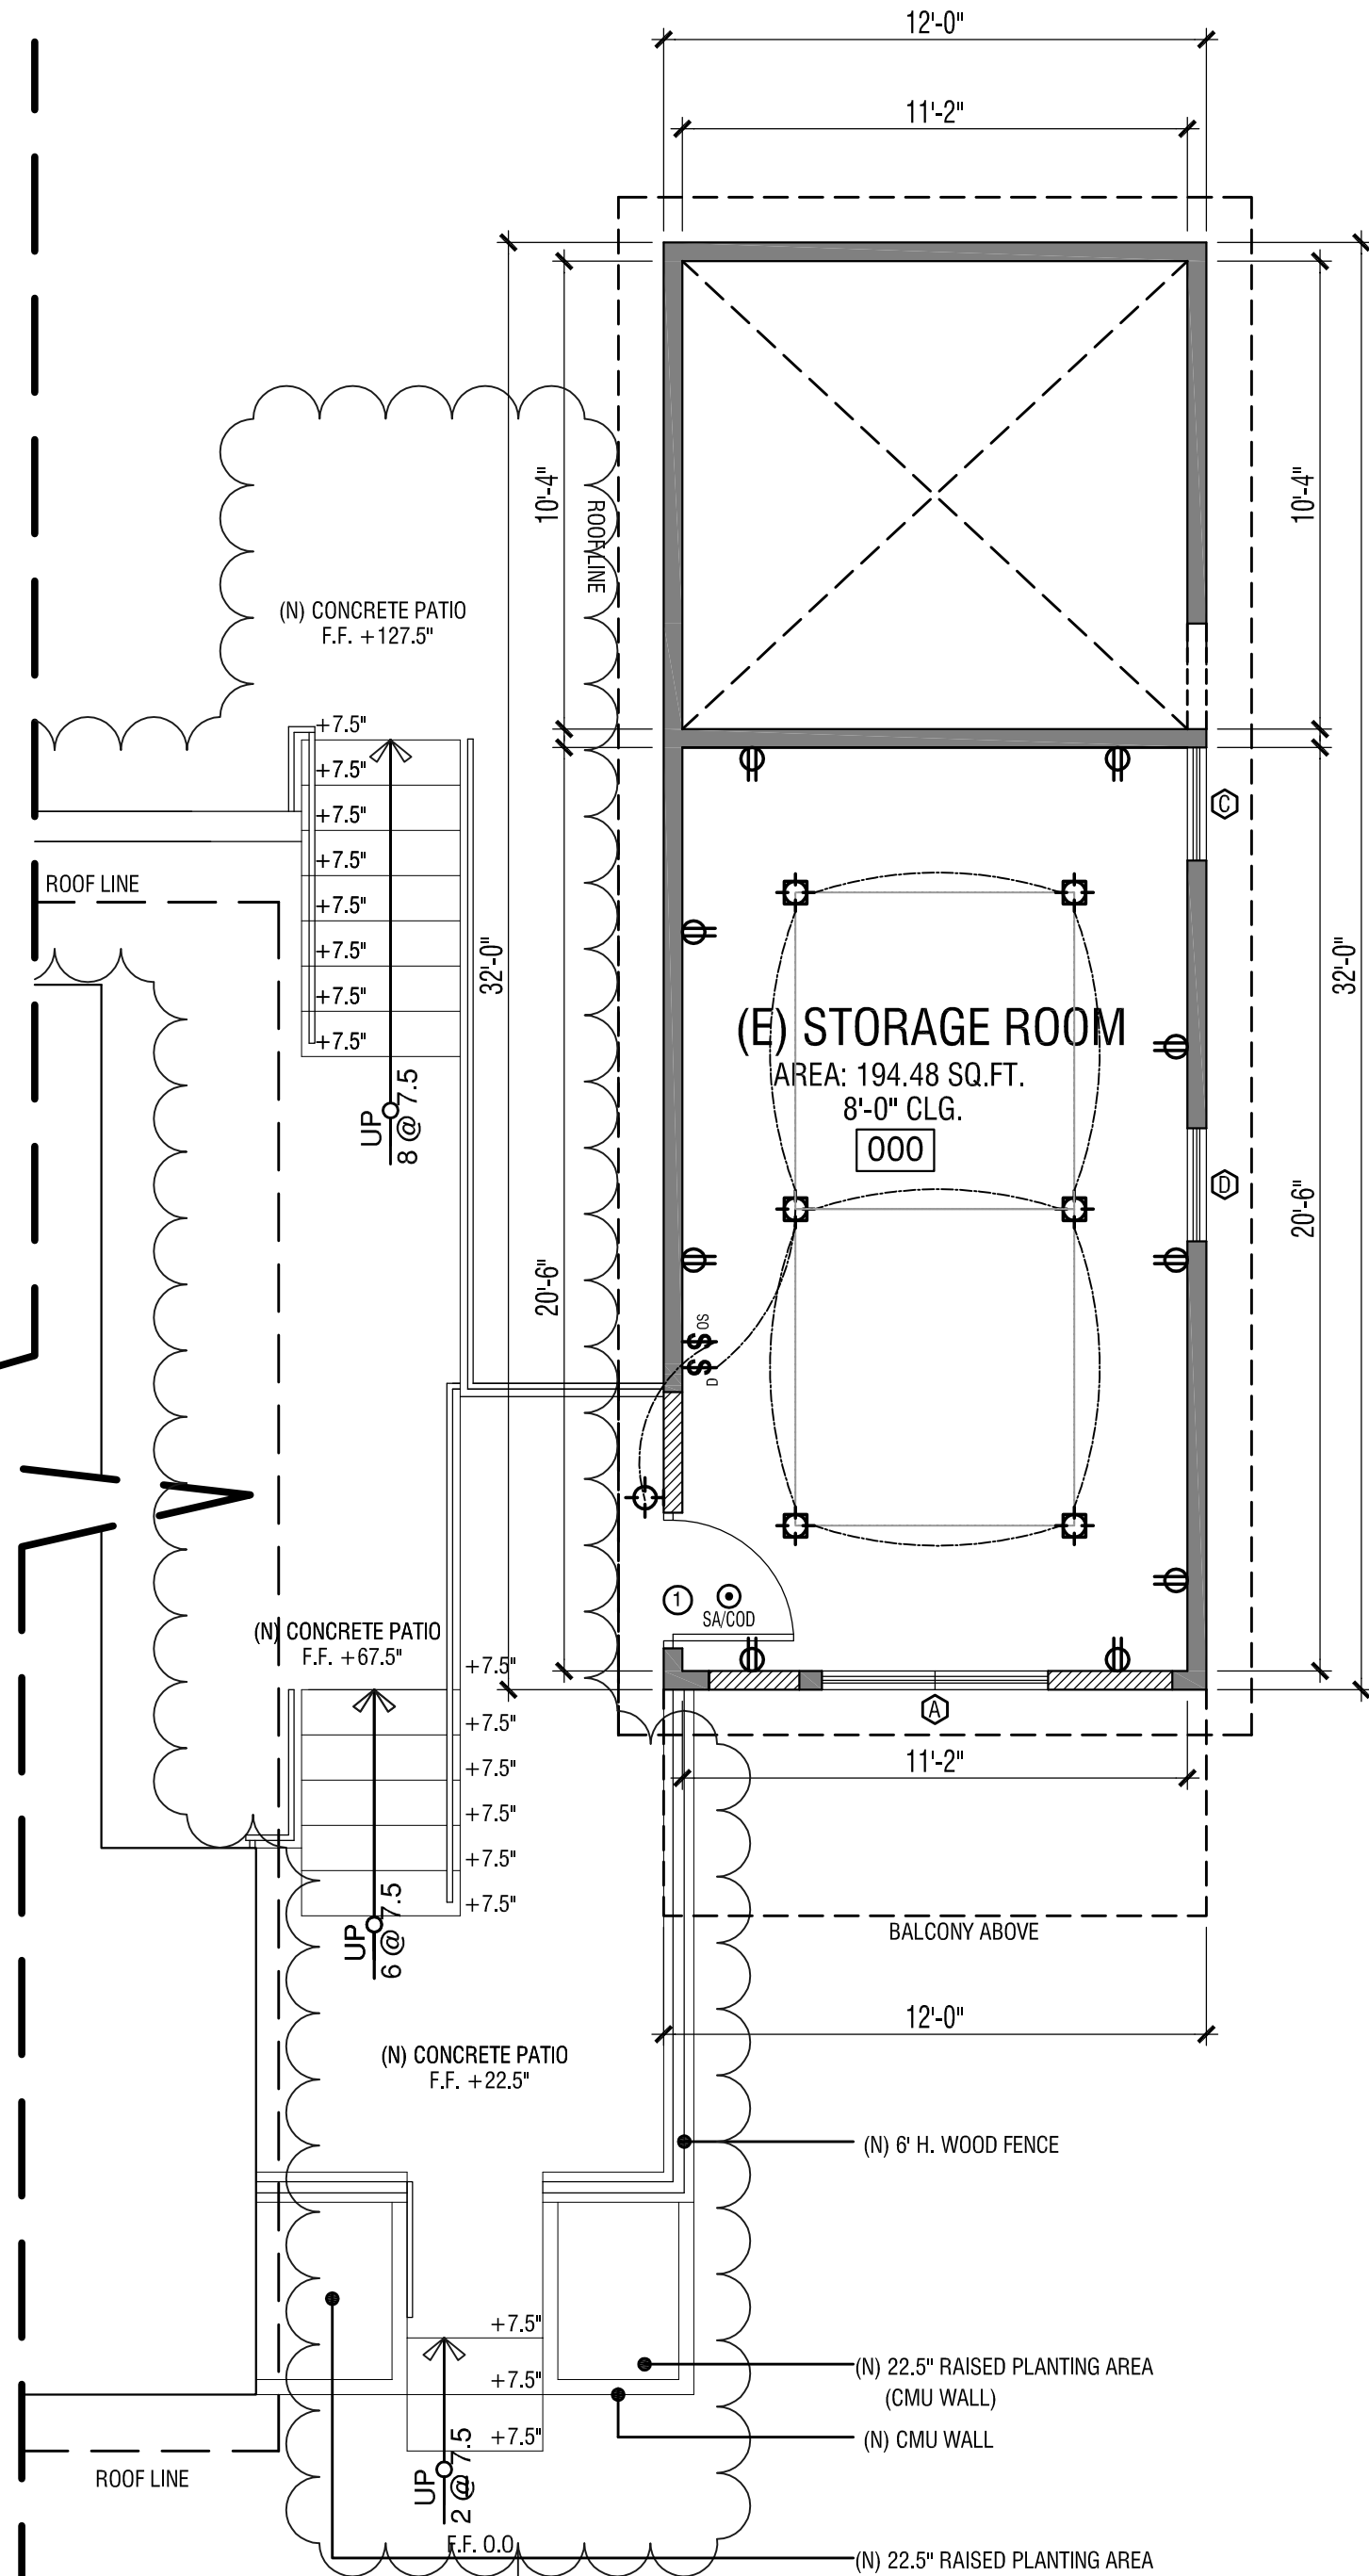 12'-0"
11'-2"
10'-4"
10'-4"
ROOF LINE
(N) CONCRETE PATIO
F.F. +127.5"
+7.5"
+7.5"
+7.5"
+7.5"
+7.5"
+7.5"
+7.5"
+7.5"
C
ROOF LINE
32'-0"
32'-0"
(E) STORAGE ROOM
AREA: 194.48 SQ.FT.
8'-0" CLG.
000
UP
8 @ 7.5
D
20'-6"
20'-6"
S S OS
D
1
SA/COD
(N) CONCRETE PATIO
F.F. +67.5"
+7.5"
+7.5"
+7.5"
+7.5"
+7.5"
+7.5"
A
11'-2"
UP
6 @ 7.5
BALCONY ABOVE
12'-0"
(N) CONCRETE PATIO
F.F. +22.5"
(N) 6' H. WOOD FENCE
+7.5"
+7.5"
+7.5"
(N) 22.5" RAISED PLANTING AREA
(CMU WALL)
(N) CMU WALL
ROOF LINE
UP
2 @ 7.5
F.F. 0.0
(N) 22.5" RAISED PLANTING AREA